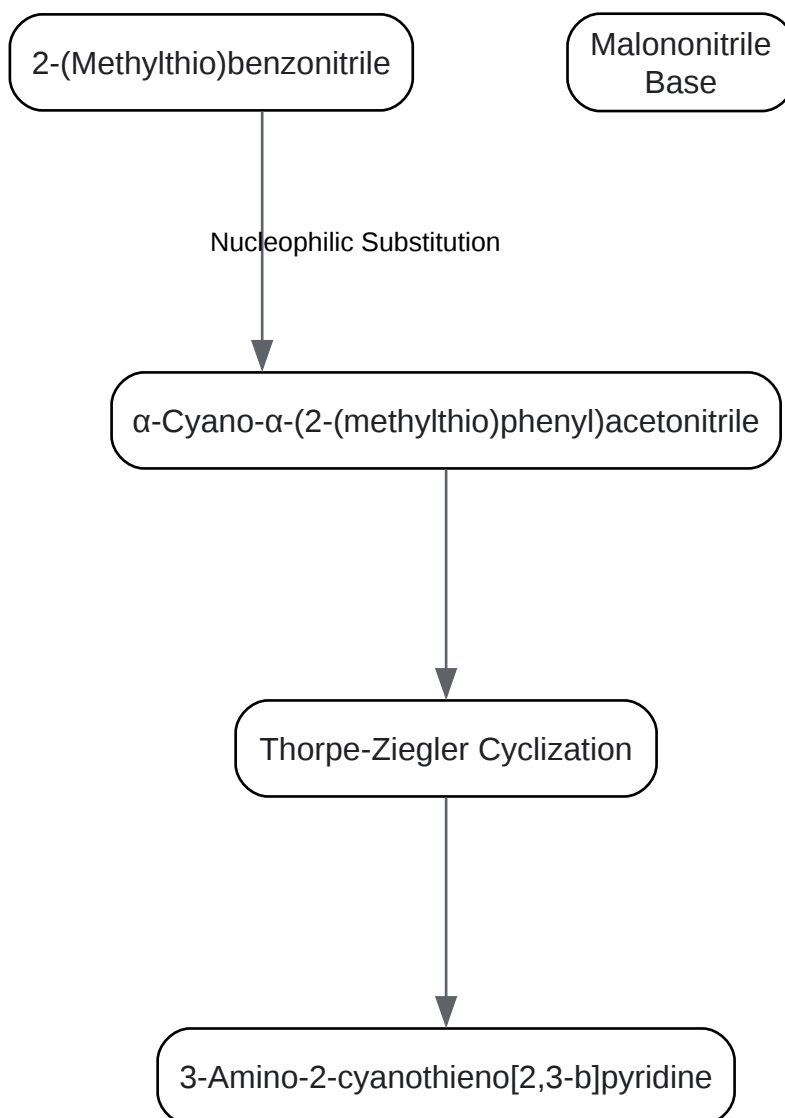 2-(Methylthio)benzonitrile
Malononitrile
Base
Nucleophilic Substitution
α-Cyano-α-(2-(methylthio)phenyl)acetonitrile
Thorpe-Ziegler Cyclization
3-Amino-2-cyanothieno[2,3-b]pyridine